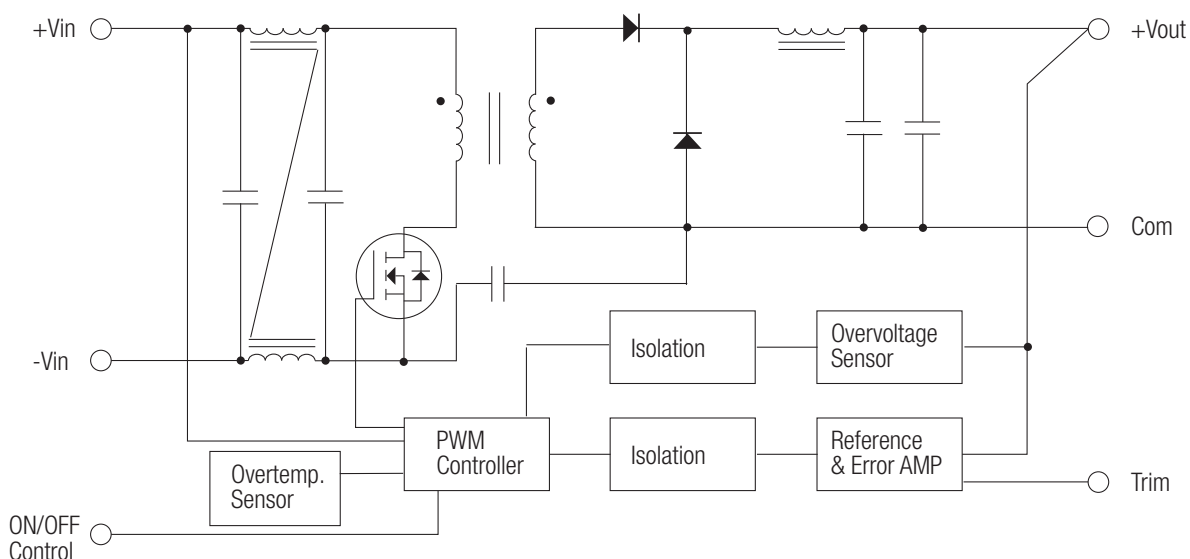 +Vin
+Vout
Com
-Vin
Isolation
Overvoltage
Sensor
PWM
Controller
Isolation
Reference
& Error AMP
Overtemp.
Sensor
Trim
ON/OFF
Control